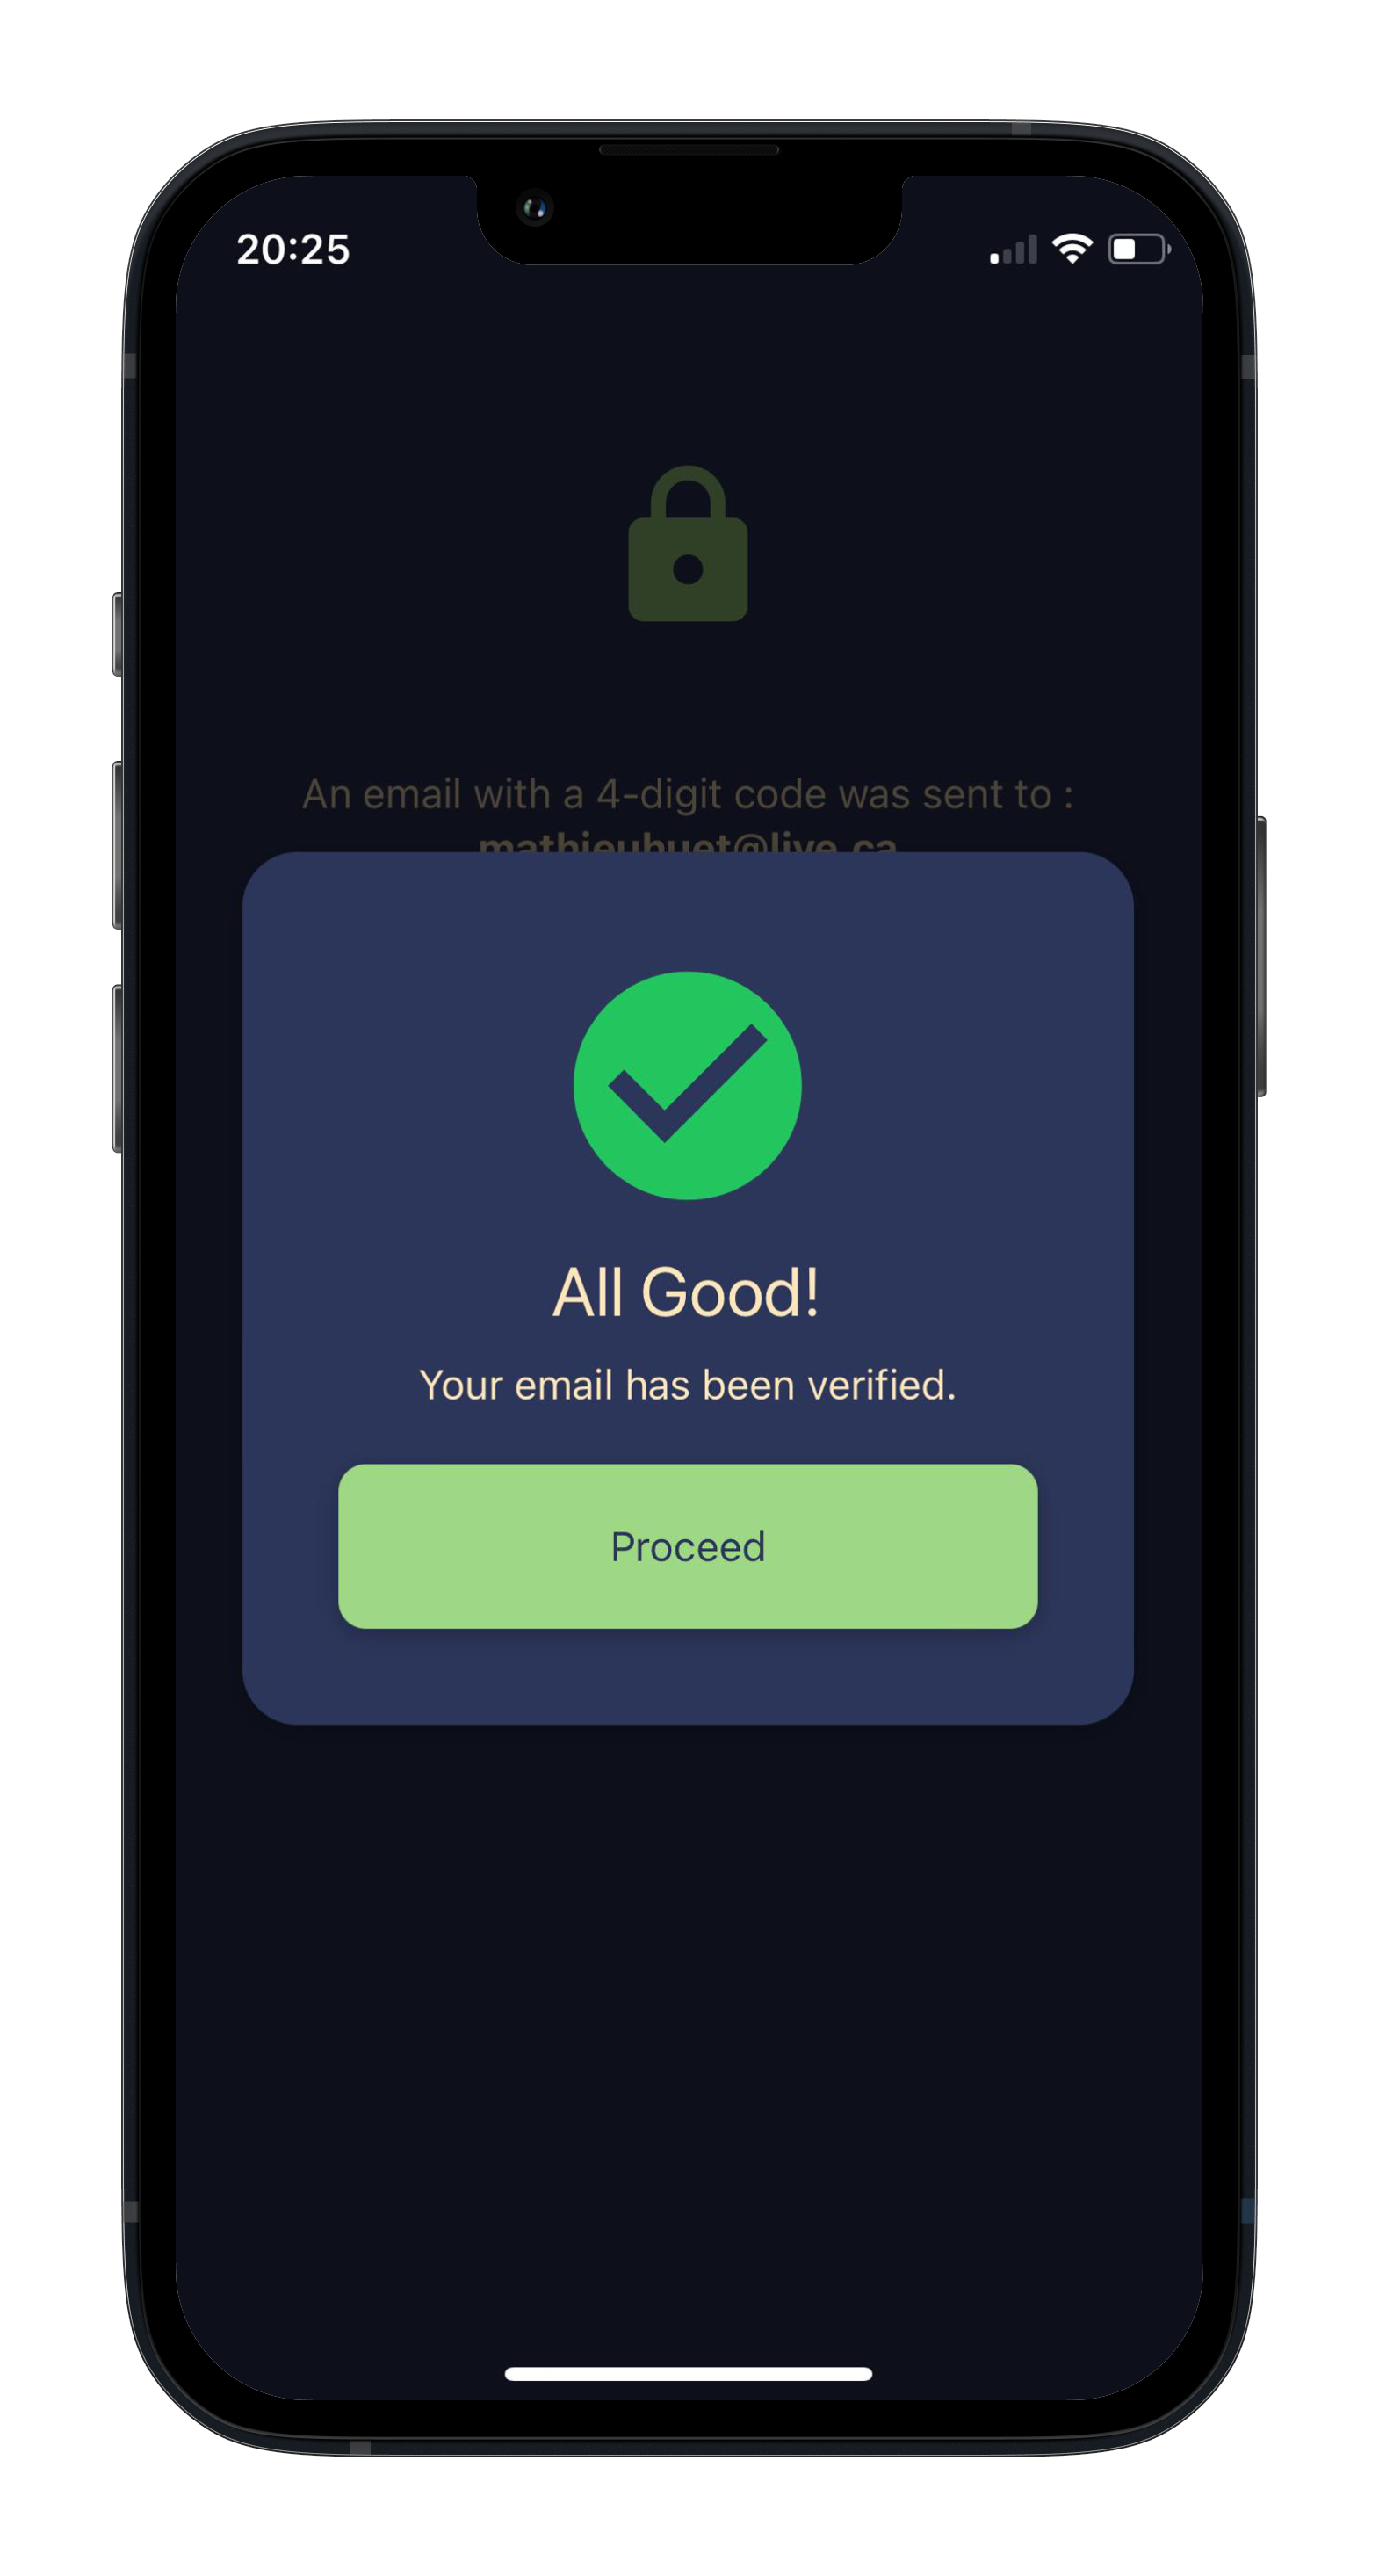 20:25
An email with a 4-digit code was sent to :
mathieuhuet@live.ca
All Good!
Your email has been verified.
Proceed